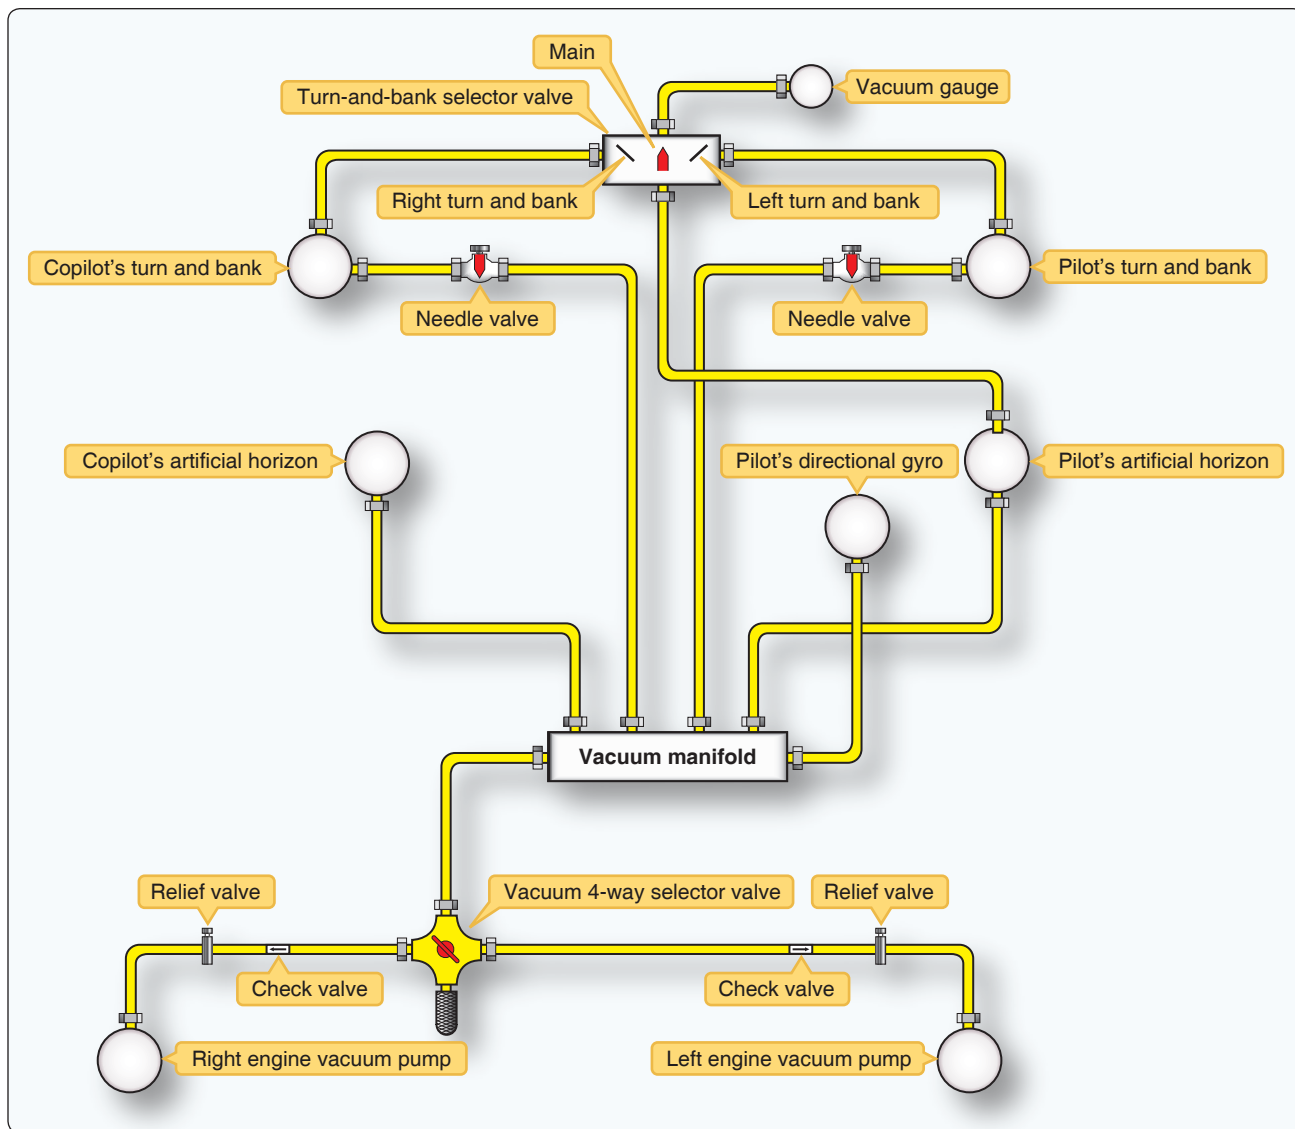 Main
Vacuum gauge
Turn-and-bank selector valve
Right turn and bank
Left turn and bank
Copilot's turn and bank
Pilot's turn and bank
Needle valve
Needle valve
Copilot's artificial horizon
Pilot's directional gyro
Pilot's artificial horizon
Vacuum manifold
Relief valve
Vacuum 4-way selector valve
Relief valve
Check valve
Check valve
Right engine vacuum pump
Left engine vacuum pump